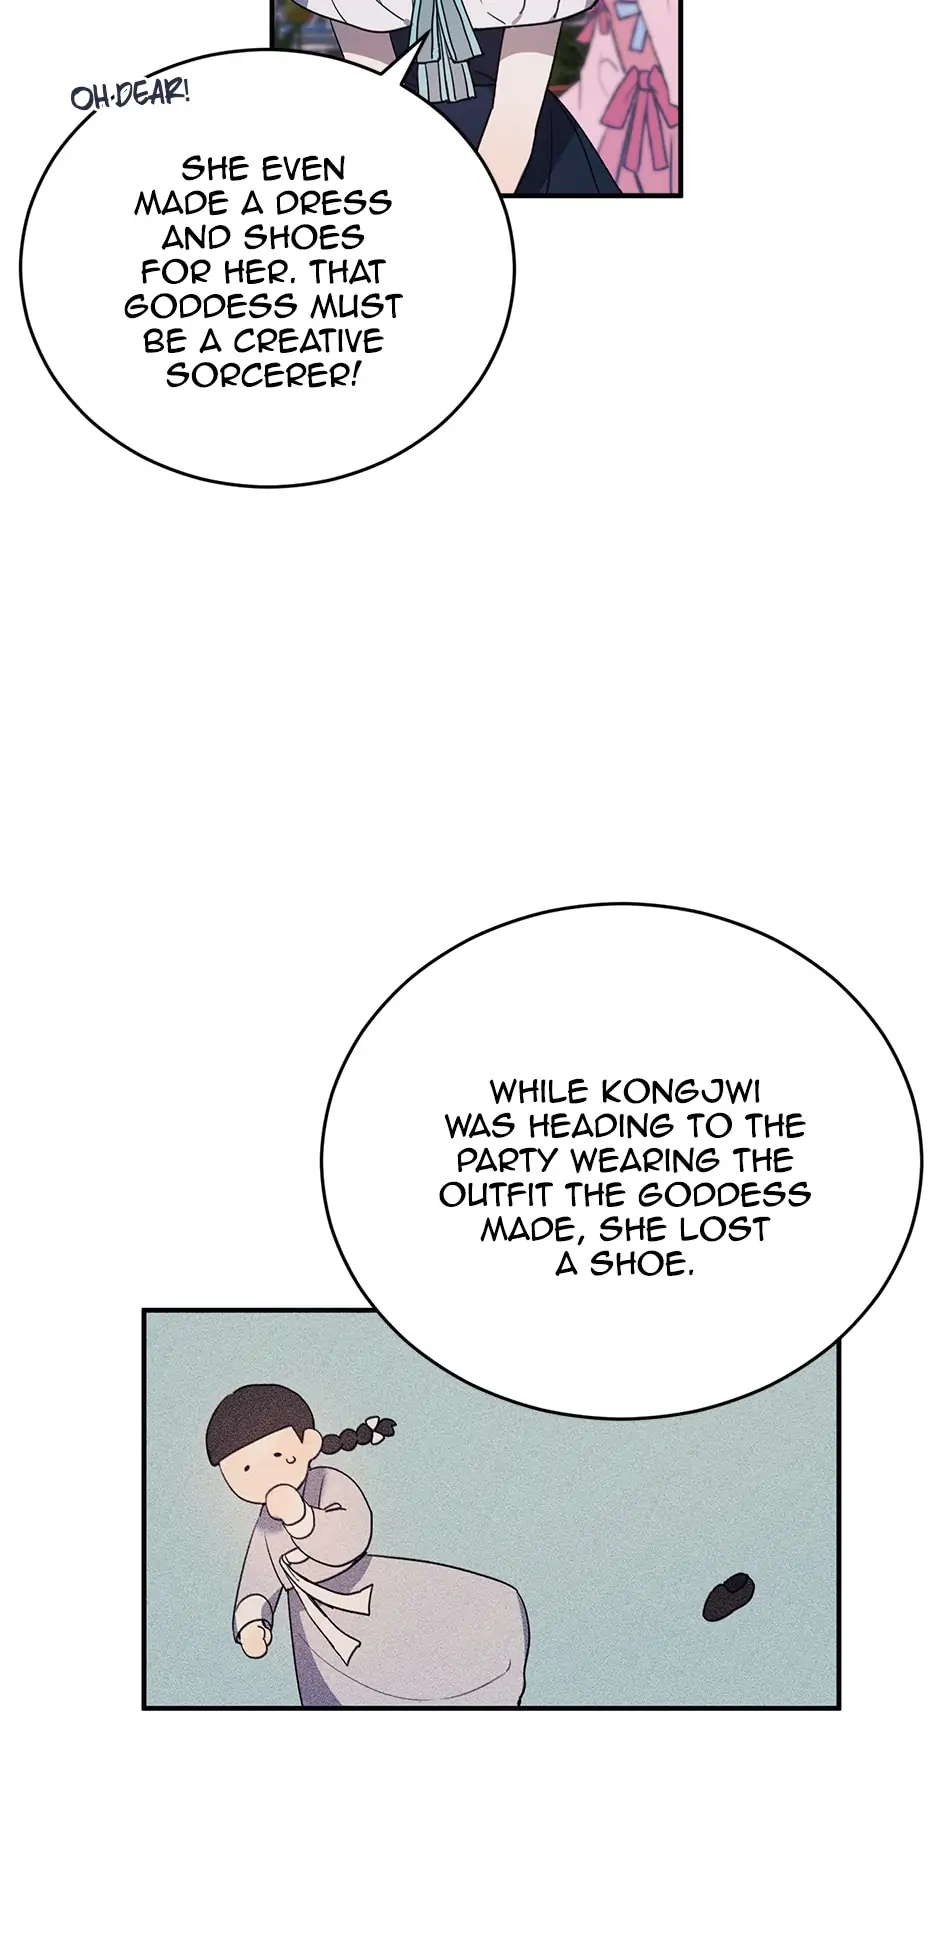 OH-DEAR!
SHE EVEN
MADE A DRESS
AND SHOES
FOR HER. THAT
GODDESS MUST
BE A CREATIVE
SORCERER!
WHILE KONGJWI
WAS HEADING TO THE
PARTY WEARING THE
OUTFIT THE GODDESS
MADE, SHE LOST
A SHOE.